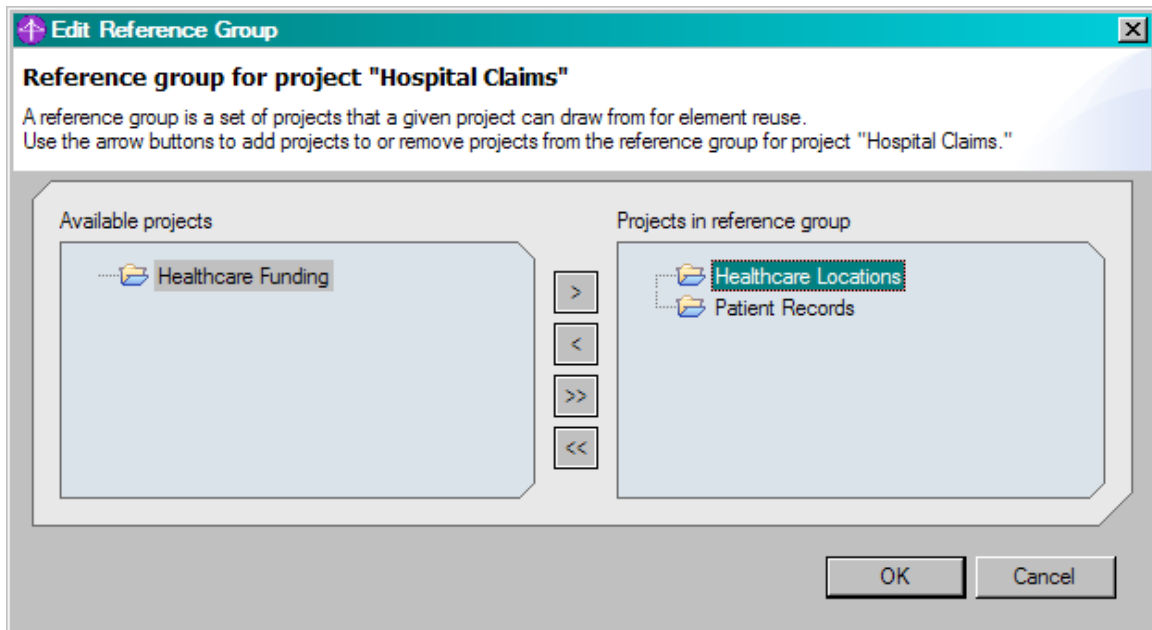 Edit Reference Group
Reference group for project "Hospital Claims"
A reference group is a set of projects that a given project can draw from for element reuse.
Use the arrow buttons to add projects to or remove projects from the reference group for project "Hospital Claims."
Available projects
Healthcare Funding
>
<
>>
<<
Projects in reference group
Healthcare Locations
Patient Records
OK
Cancel